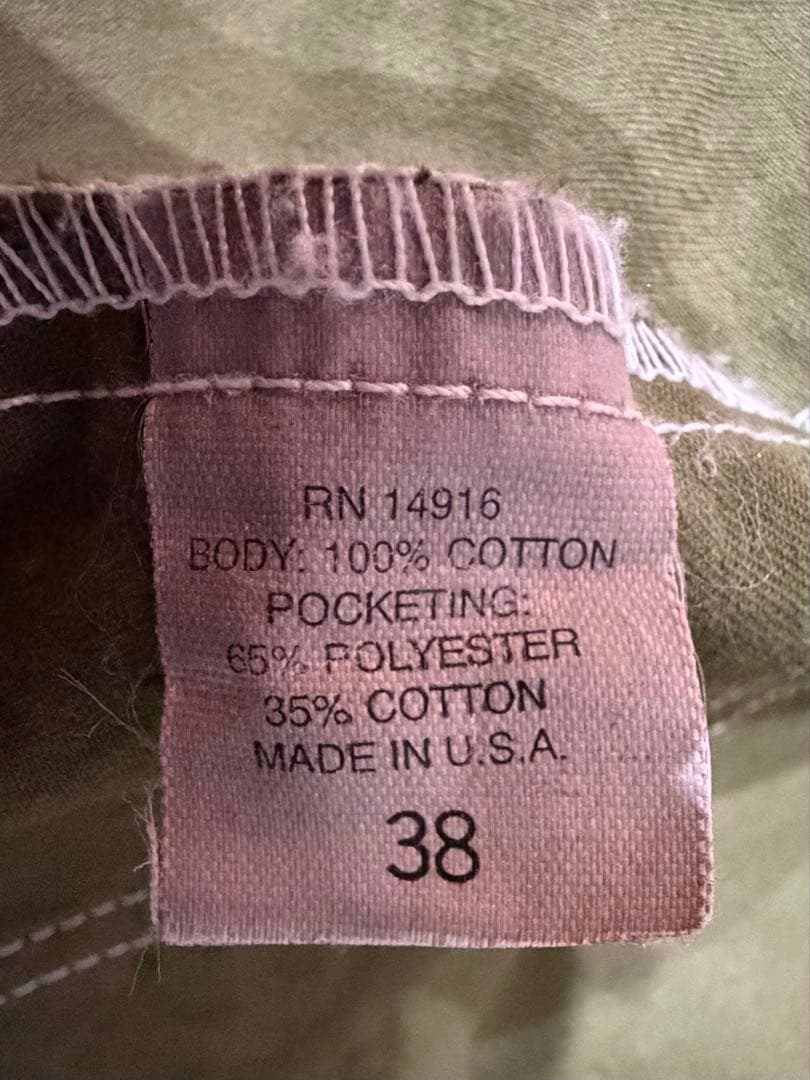 RN 14916
BODY: 100% COTTON
POCKETING:
65% POLYESTER
35% COTTON
MADE IN U.S.A.
38